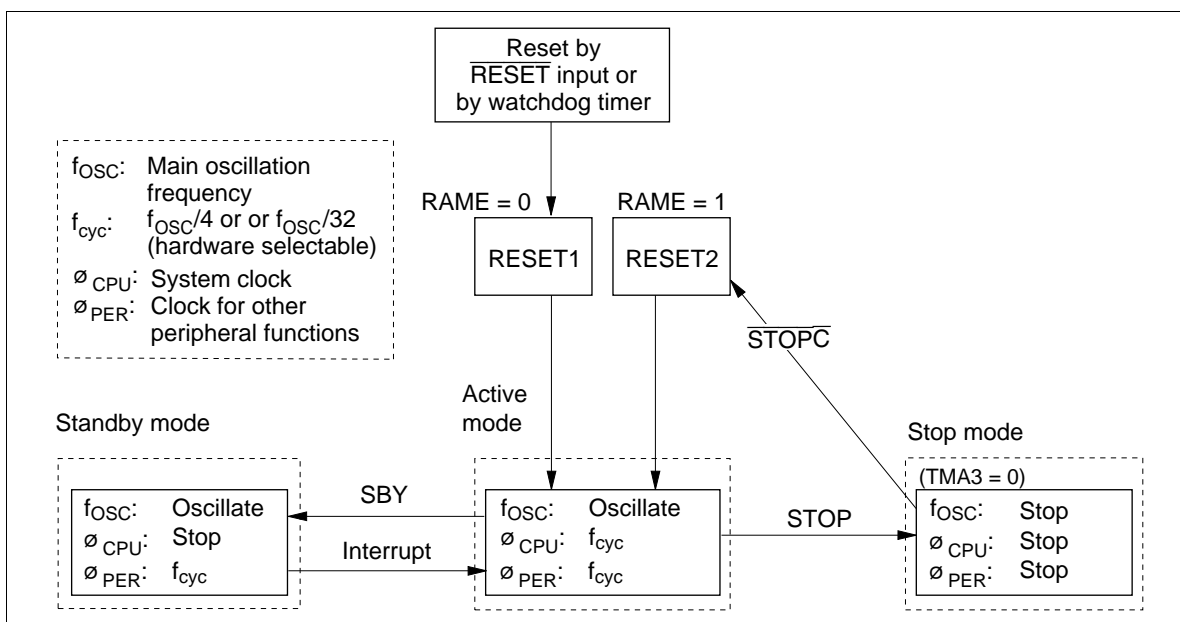 Reset by
RESET input or
by watchdog timer
fOSC: Main oscillation
frequency
fcyc: fOSC/4 or or fOSC/32
(hardware selectable)
ø CPU: System clock
ø PER: Clock for other
peripheral functions
RAME = 0
RAME = 1
RESET1
RESET2
STOPC
Active
mode
Standby mode
Stop mode
(TMA3 = 0)
fOSC: Oscillate
ø CPU: Stop
ø PER: fcyc
SBY
Interrupt
fOSC: Oscillate
ø CPU: fcyc
ø PER: fcyc
STOP
fOSC: Stop
ø CPU: Stop
ø PER: Stop